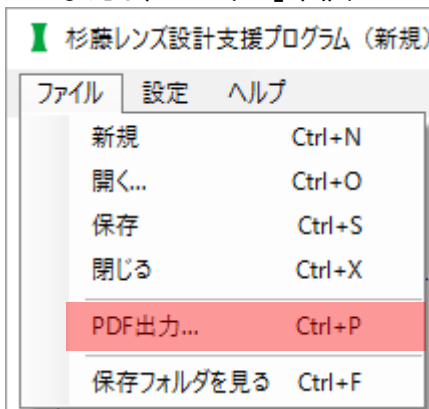 杉藤レンズ設計支援プログラム（新規）
ファイル 設定 ヘルプ
新規 Ctrl+N
開く... Ctrl+O
保存 Ctrl+S
閉じる Ctrl+X
PDF出力... Ctrl+P
保存フォルダを見る Ctrl+F